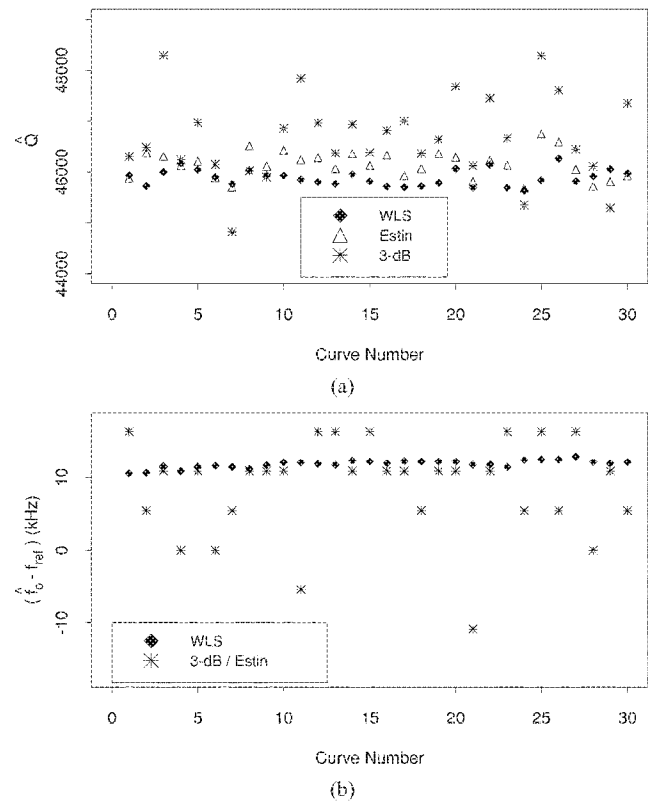 48000
46000
44000
Q̂
WLS
Estin
3-dB
0 5 10 15 20 25 30
Curve Number
(a)
10
0
-10
( f̂o - fref ) (kHz)
WLS
3-dB / Estin
0 5 10 15 20 25 30
Curve Number
(b)